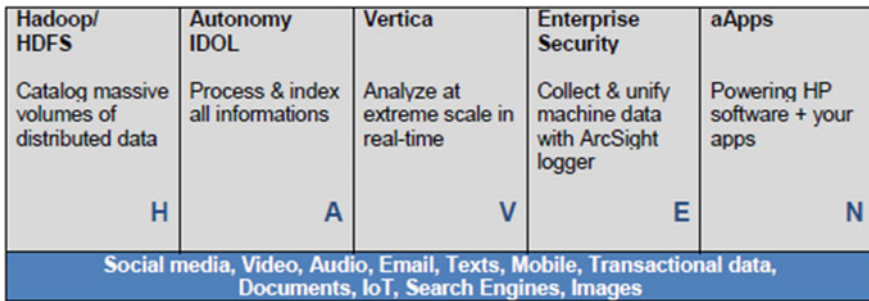 Hadoop/
HDFS
Catalog massive
volumes of
distributed data
H
Autonomy
IDOL
Process & index
all informations
A
Vertica
Analyze at
extreme scale in
real-time
V
Enterprise
Security
Collect & unify
machine data
with ArcSight
logger
E
aApps
Powering HP
software + your
apps
N
Social media, Video, Audio, Email, Texts, Mobile, Transactional data,
Documents, IoT, Search Engines, Images